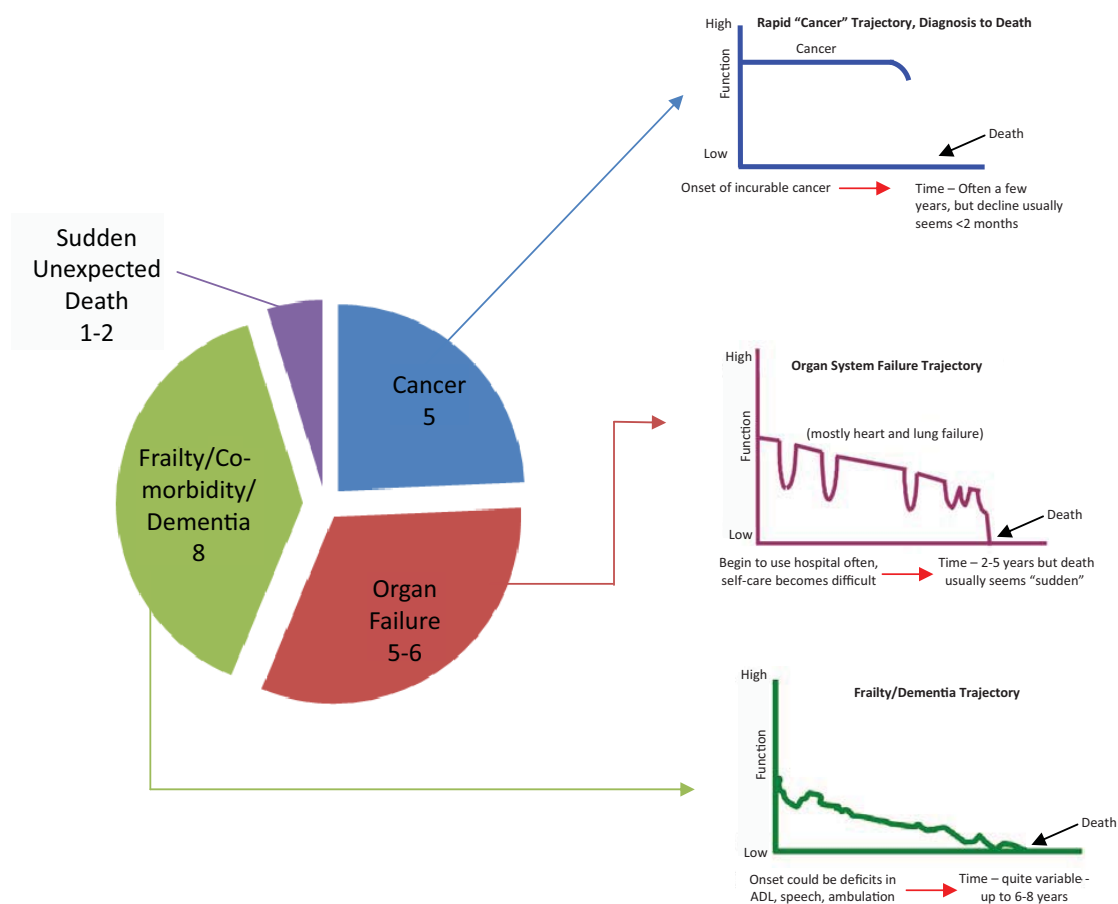 Sudden
Unexpected
Death
1-2
Cancer
5
Frailty/Co-
morbidity/
Dementia
8
Organ
Failure
5-6
Rapid “Cancer” Trajectory, Diagnosis to Death
High
Cancer
Function
Death
Low
Onset of incurable cancer
Time – Often a few
years, but decline usually
seems <2 months
High
Organ System Failure Trajectory
Function
(mostly heart and lung failure)
Low
Death
Begin to use hospital often,
self-care becomes difficult
Time – 2-5 years but death
usually seems “sudden”
High
Frailty/Dementia Trajectory
Function
Death
Low
Onset could be deficits in
ADL, speech, ambulation
Time – quite variable -
up to 6-8 years